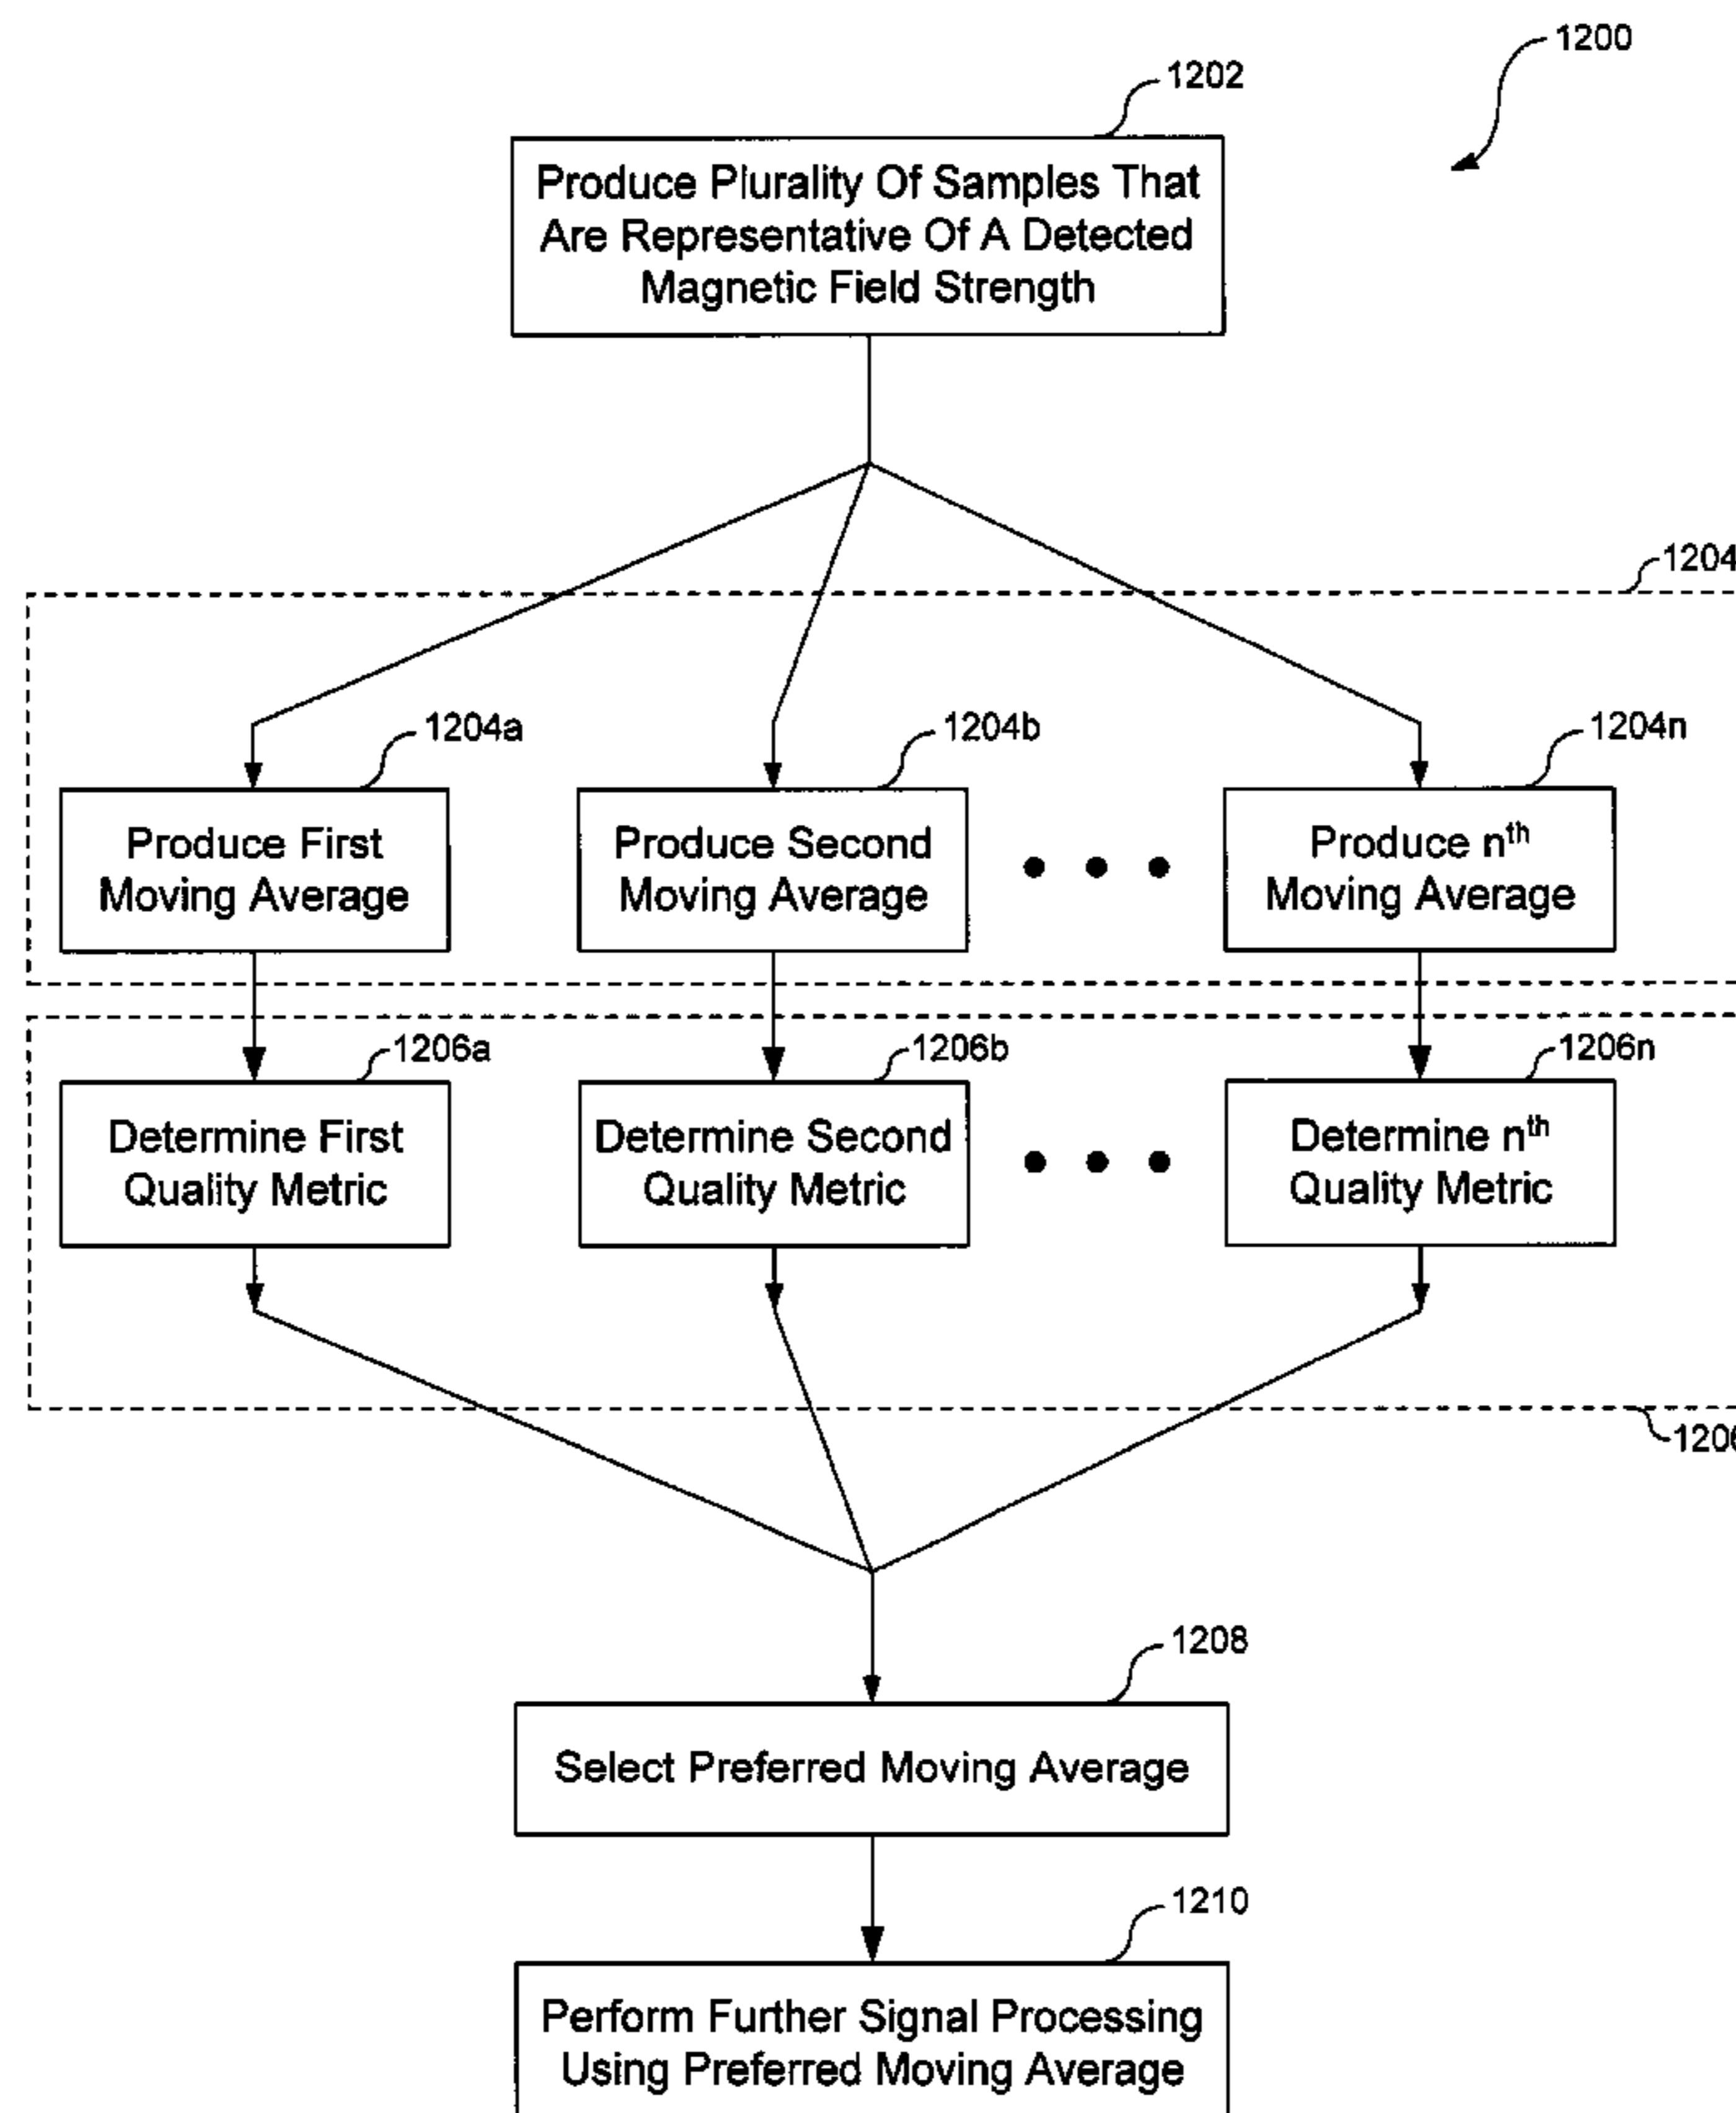 1200
1202
Produce Plurality Of Samples That
Are Representative Of A Detected
Magnetic Field Strength
1204
1204a
1204b
1204n
Produce First
Moving Average
Produce Second
Moving Average
Produce nth
Moving Average
1206a
1206b
1206n
Determine First
Quality Metric
Determine Second
Quality Metric
Determine nth
Quality Metric
1206
1208
Select Preferred Moving Average
1210
Perform Further Signal Processing
Using Preferred Moving Average